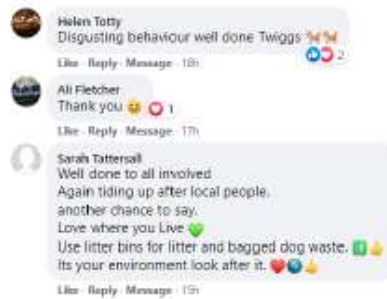 Helen Totty
Disgusting behaviour well done Twiggs 🐕🐕
2
Like · Reply · Message · 18h
Ali Fletcher
Thank you 😊 1
Like · Reply · Message · 17h
Sarah Tattersall
Well done to all involved
Again tiding up after local people.
another chance to say.
Love where you Live 💚
Use litter bins for litter and bagged dog waste. 🚮👍
Its your environment look after it. ❤️🌍👍
Like · Reply · Message · 15h